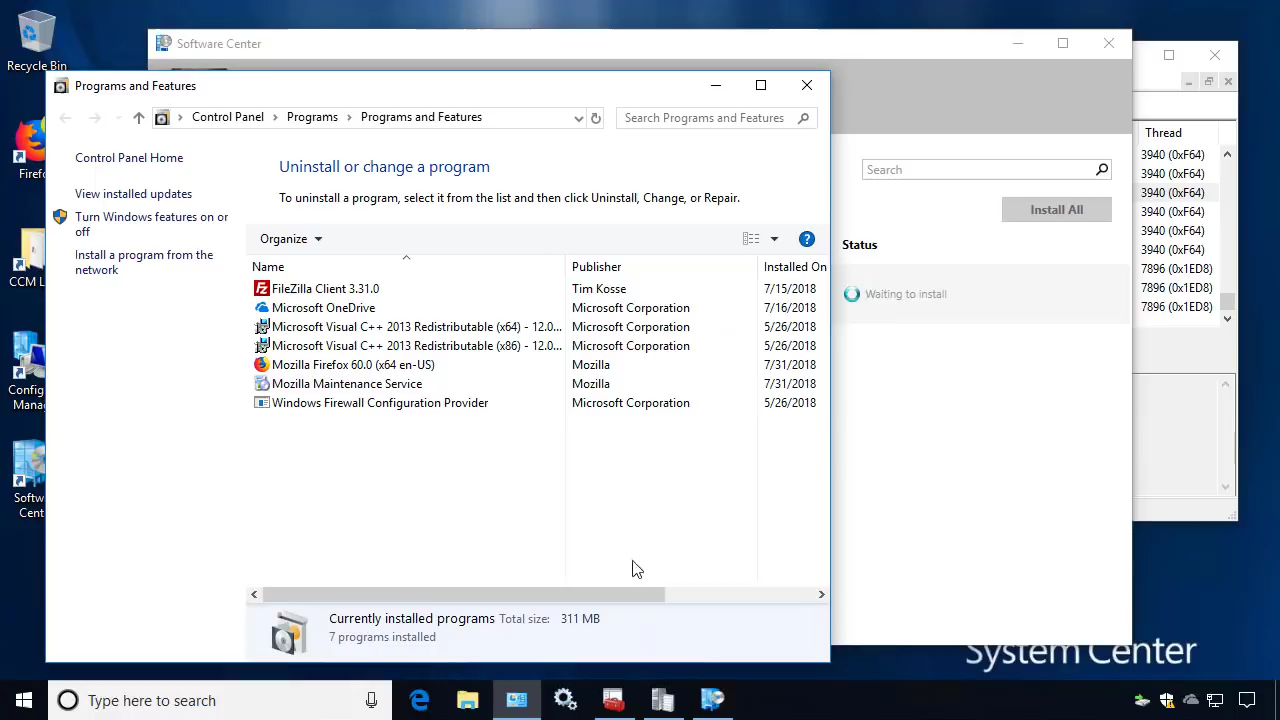 Recycle Bin
Firefo
CCM L
Config
Manag
Softw
Cent
Software Center
Programs and Features
Control Panel
Programs
Programs and Features
Search Programs and Features
Control Panel Home
View installed updates
Turn Windows features on or
off
Install a program from the
network
Uninstall or change a program
To uninstall a program, select it from the list and then click Uninstall, Change, or Repair.
Organize
Name Publisher Installed On
FileZilla Client 3.31.0 Tim Kosse 7/15/2018
Microsoft OneDrive Microsoft Corporation 7/16/2018
Microsoft Visual C++ 2013 Redistributable (x64) - 12.0... Microsoft Corporation 5/26/2018
Microsoft Visual C++ 2013 Redistributable (x86) - 12.0... Microsoft Corporation 5/26/2018
Mozilla Firefox 60.0 (x64 en-US) Mozilla 7/31/2018
Mozilla Maintenance Service Mozilla 7/31/2018
Windows Firewall Configuration Provider Microsoft Corporation 5/26/2018
Currently installed programs Total size: 311 MB
7 programs installed
Search
Install All
Status
Waiting to install
Thread
3940 (0xF64)
3940 (0xF64)
3940 (0xF64)
3940 (0xF64)
3940 (0xF64)
3940 (0xF64)
7896 (0x1ED8)
7896 (0x1ED8)
7896 (0x1ED8)
System Center
Type here to search